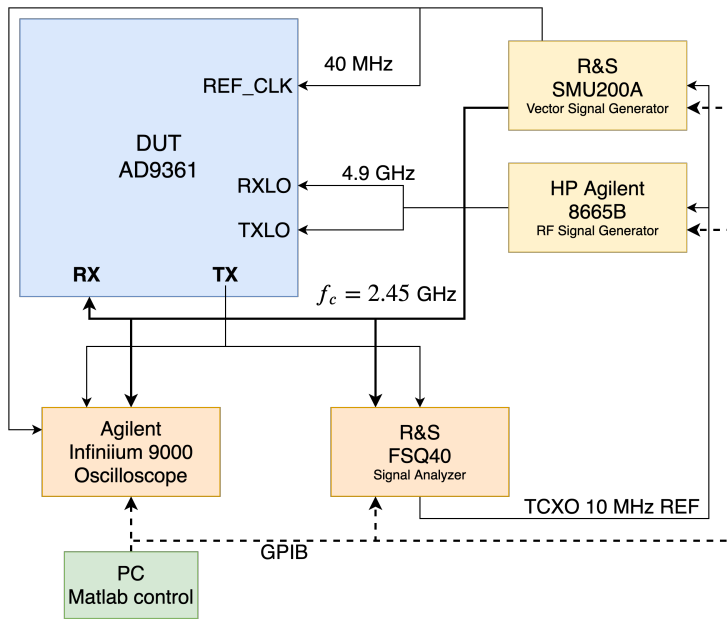 40 MHz
REF_CLK
DUT
AD9361
RXLO
4.9 GHz
TXLO
RX
TX
R&S
SMU200A
Vector Signal Generator
HP Agilent
8665B
RF Signal Generator
f_c = 2.45 GHz
Agilent
Infiniium 9000
Oscilloscope
R&S
FSQ40
Signal Analyzer
TCXO 10 MHz REF
GPIB
PC
Matlab control